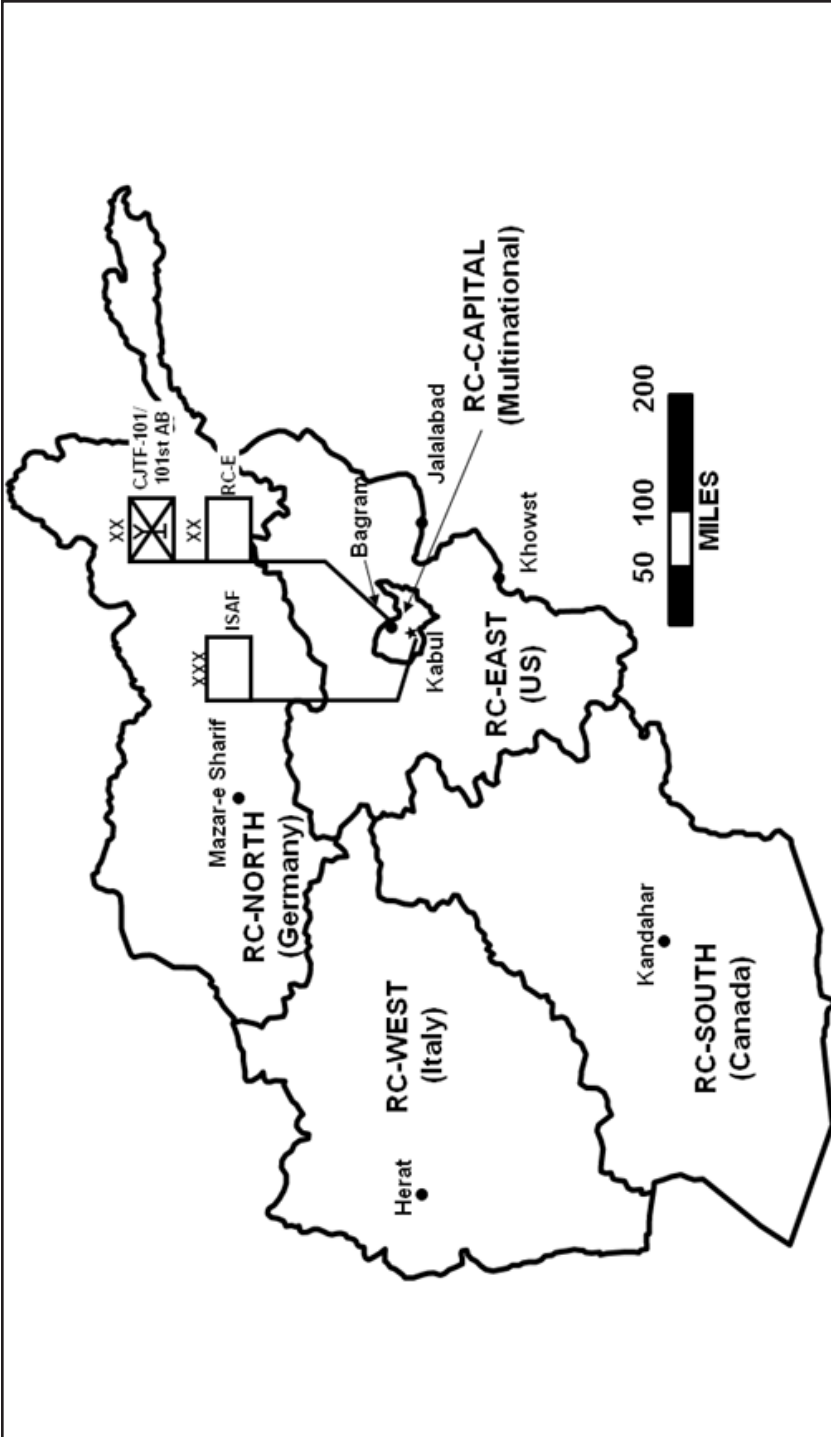 XX
CJTF-101/
101st AB
XX
RC-E
XXX
ISAF
Mazar-e Sharif
RC-NORTH
(Germany)
Bagram
Kabul
Jalalabad
RC-CAPITAL
(Multinational)
Herat
RC-WEST
(Italy)
RC-EAST
(US)
Khowst
Kandahar
RC-SOUTH
(Canada)
50 100 200
MILES